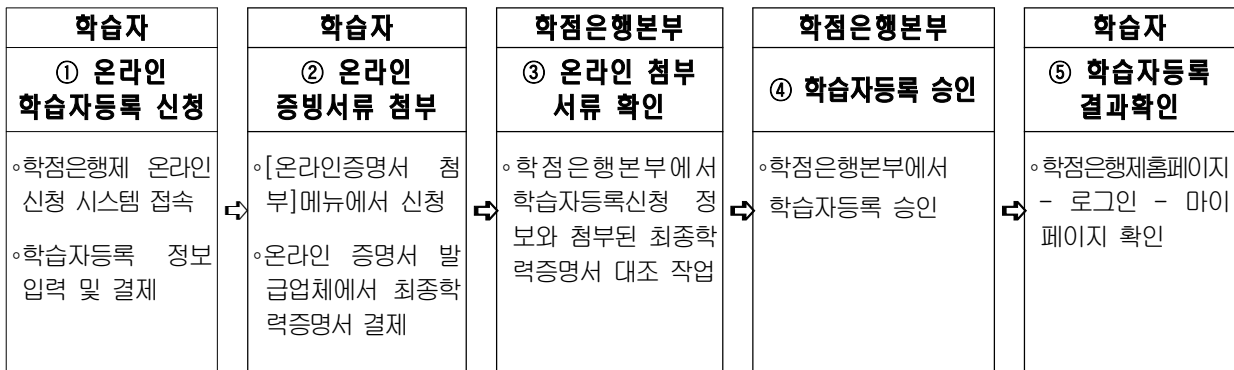 학습자
① 온라인
학습자등록 신청
◦학점은행제 온라인
신청 시스템 접속
◦학습자등록 정보
입력 및 결제
⇨
학습자
② 온라인
증빙서류 첨부
◦[온라인증명서 첨
부]메뉴에서 신청
◦온라인 증명서 발
급업체에서 최종학
력증명서 결제
⇨
학점은행본부
③ 온라인 첨부
서류 확인
◦학점은행본부에서
학습자등록신청 정
보와 첨부된 최종학
력증명서 대조 작업
⇨
학점은행본부
④ 학습자등록 승인
◦학점은행본부에서
학습자등록 승인
⇨
학습자
⑤ 학습자등록
결과확인
◦학점은행제홈페이지
- 로그인 - 마이
페이지 확인